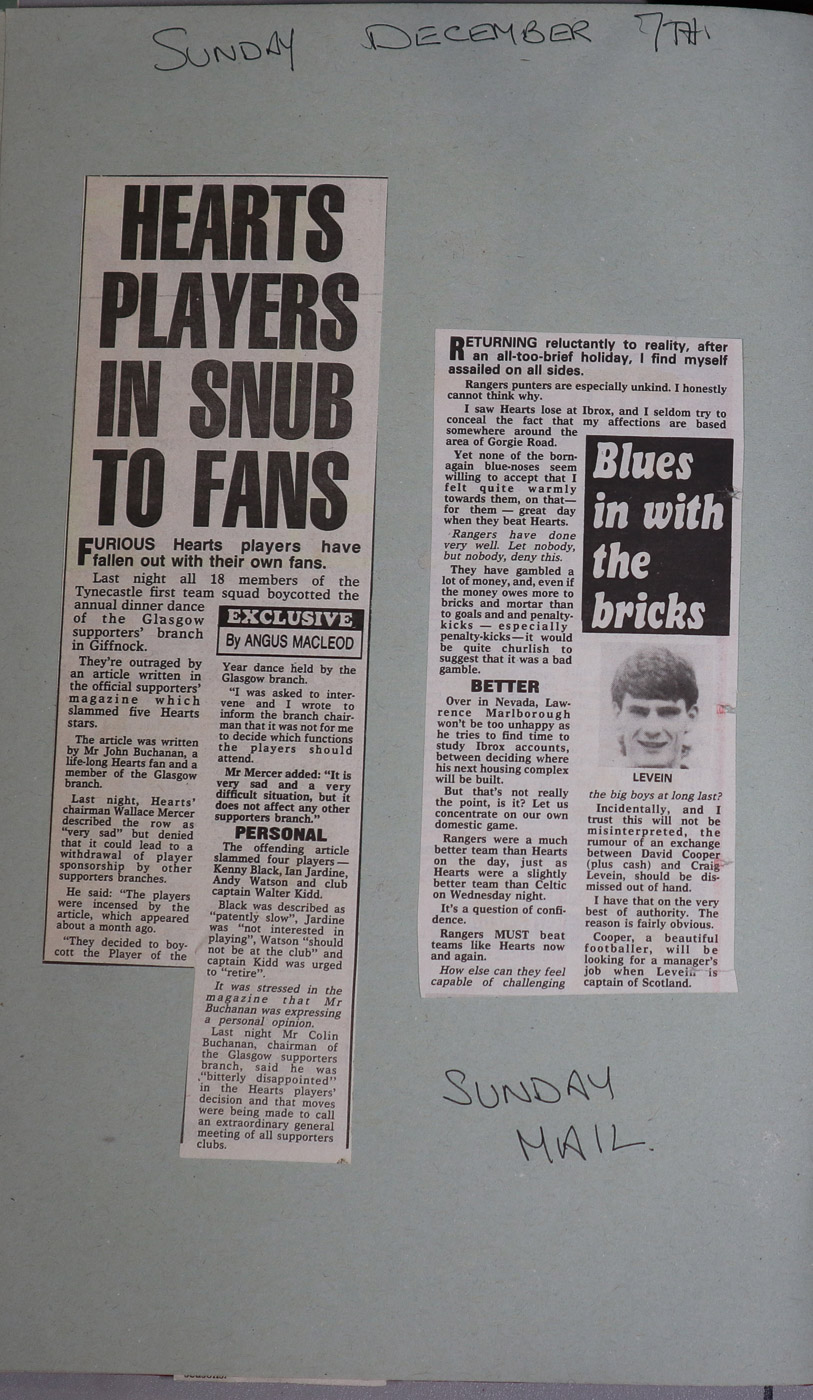 SUNDAY DECEMBER 7TH
HEARTS
PLAYERS
IN SNUB
TO FANS
FURIOUS Hearts players have
fallen out with their own fans.
Last night all 18 members of the
Tynecastle first team squad boycotted the
annual dinner dance
of the Glasgow
supporters' branch
in Giffnock.
They're outraged by
an article written in
the official supporters'
magazine which
slammed five Hearts
stars.
The article was written
by Mr John Buchanan, a
life-long Hearts fan and a
member of the Glasgow
branch.
Last night, Hearts'
chairman Wallace Mercer
described the row as
"very sad" but denied
that it could lead to a
withdrawal of player
sponsorship by other
supporters branches.
He said: "The players
were incensed by the
article, which appeared
about a month ago.
"They decided to boy-
cott the Player of the
EXCLUSIVE
By ANGUS MACLEOD
Year dance held by the
Glasgow branch.
"I was asked to inter-
vene and I wrote to
inform the branch chair-
man that it was not for me
to decide which functions
the players should
attend.
Mr Mercer added: "It is
very sad and a very
difficult situation, but it
does not affect any other
supporters branch."
PERSONAL
The offending article
slammed four players —
Kenny Black, Ian Jardine,
Andy Watson and club
captain Walter Kidd.
Black was described as
"patently slow", Jardine
was "not interested in
playing", Watson "should
not be at the club" and
captain Kidd was urged
to "retire".
It was stressed in the
magazine that Mr
Buchanan was expressing
a personal opinion.
Last night Mr Colin
Buchanan, chairman of
the Glasgow supporters
branch, said he was
"bitterly disappointed"
in the Hearts players'
decision and that moves
were being made to call
an extraordinary general
meeting of all supporters
clubs.
RETURNING reluctantly to reality, after
an all-too-brief holiday, I find myself
assailed on all sides.
Rangers punters are especially unkind. I honestly
cannot think why.
I saw Hearts lose at Ibrox, and I seldom try to
conceal the fact that my affections are based
somewhere around the
area of Gorgie Road.
Yet none of the born-
again blue-noses seem
willing to accept that I
felt quite warmly
towards them, on that—
for them — great day
when they beat Hearts.
Rangers have done
very well. Let nobody,
but nobody, deny this.
They have gambled a
lot of money, and, even if
the money owes more to
bricks and mortar than
to goals and and penalty-
kicks — especially
penalty-kicks—it would
be quite churlish to
suggest that it was a bad
gamble.
BETTER
Over in Nevada, Law-
rence Marlborough
won't be too unhappy as
he tries to find time to
study Ibrox accounts,
between deciding where
his next housing complex
will be built.
But that's not really
the point, is it? Let us
concentrate on our own
domestic game.
Rangers were a much
better team than Hearts
on the day, just as
Hearts were a slightly
better team than Celtic
on Wednesday night.
It's a question of confi-
dence.
Rangers MUST beat
teams like Hearts now
and again.
How else can they feel
capable of challenging
Blues
in with
the
bricks
LEVEIN
the big boys at long last?
Incidentally, and I
trust this will not be
misinterpreted, the
rumour of an exchange
between David Cooper
(plus cash) and Craig
Levein, should be dis-
missed out of hand.
I have that on the very
best of authority. The
reason is fairly obvious.
Cooper, a beautiful
footballer, will be
looking for a manager's
job when Levein is
captain of Scotland.
SUNDAY
MAIL.